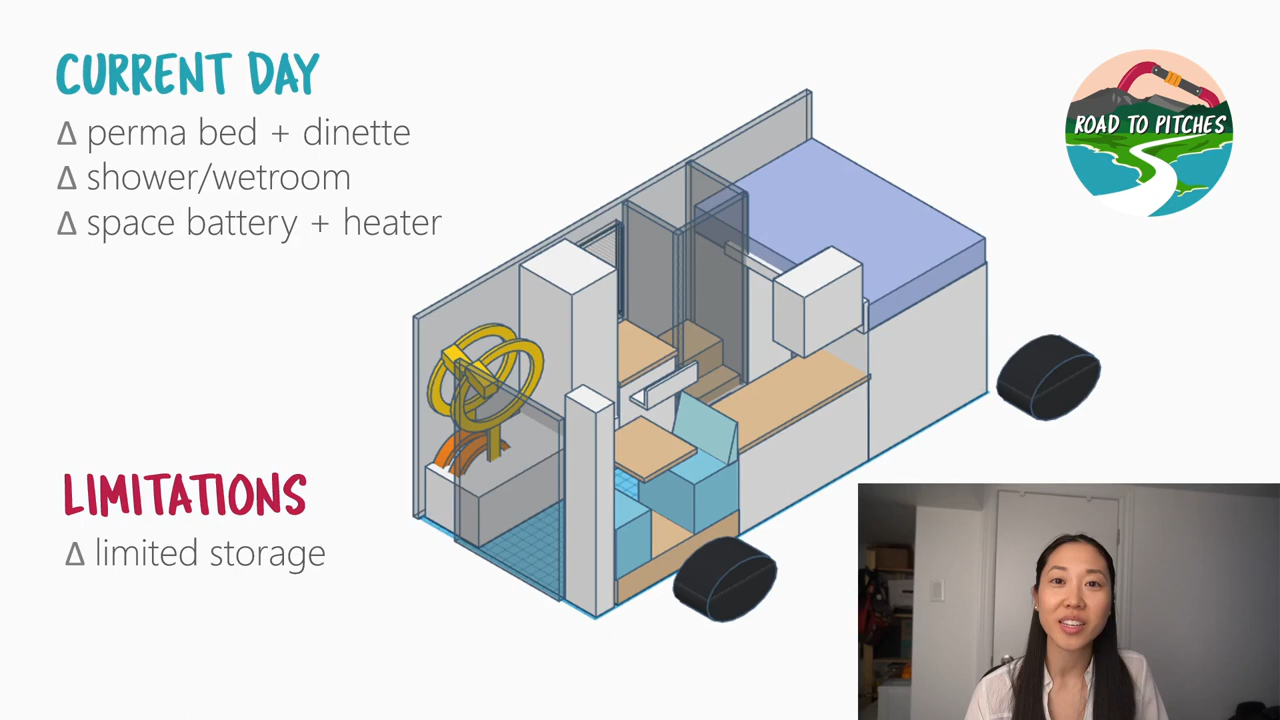 CURRENT DAY
Δ perma bed + dinette
Δ shower/wetroom
Δ space battery + heater
ROAD TO PITCHES
LIMITATIONS
Δ limited storage